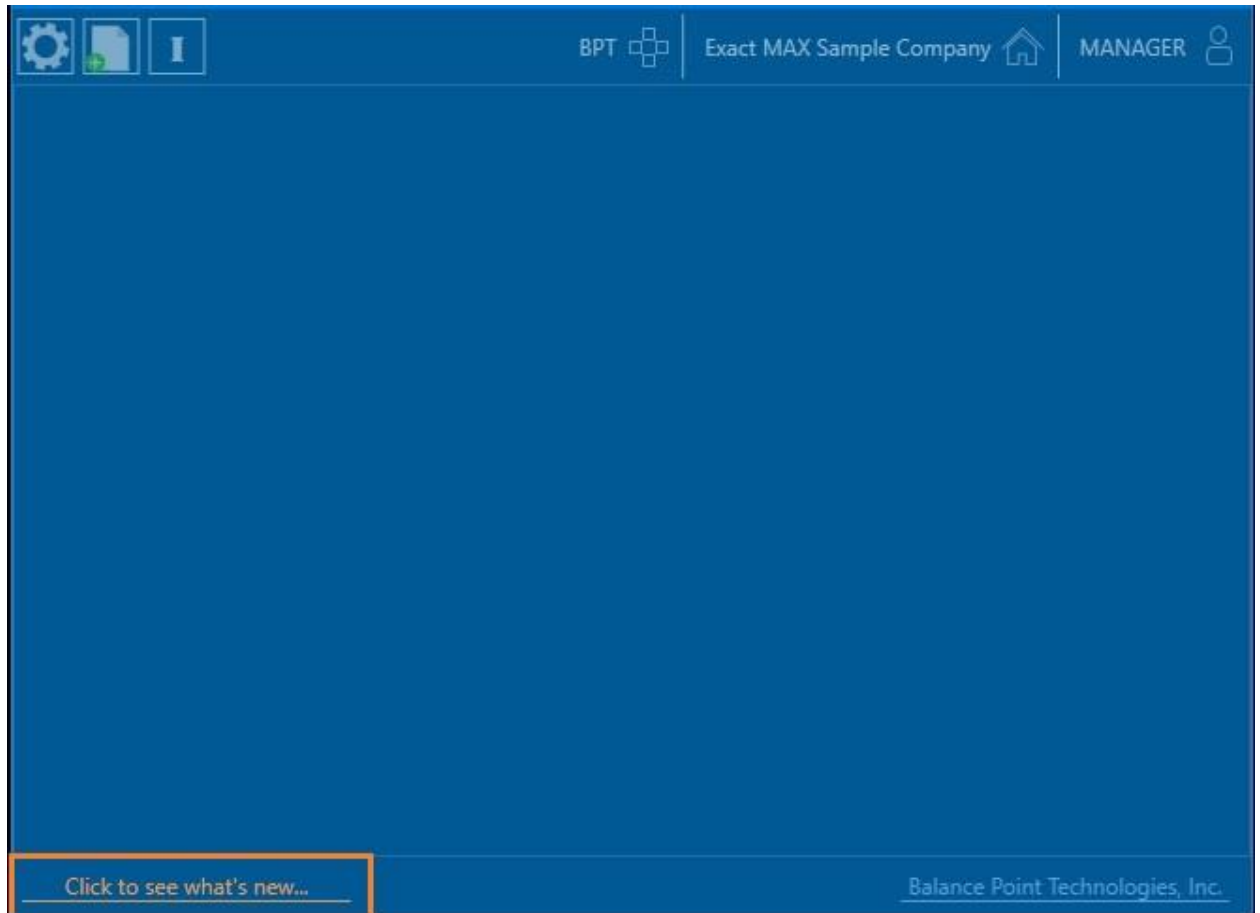 I
BPT
Exact MAX Sample Company
MANAGER
Click to see what's new...
Balance Point Technologies, Inc.